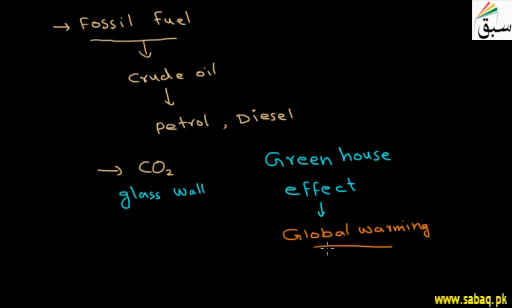 → Fossil Fuel
سبق
↓
Crude oil
↓
Petrol , Diesel
→ CO₂
glass wall
Green house
effect
↓
Global warming
www.sabaq.pk